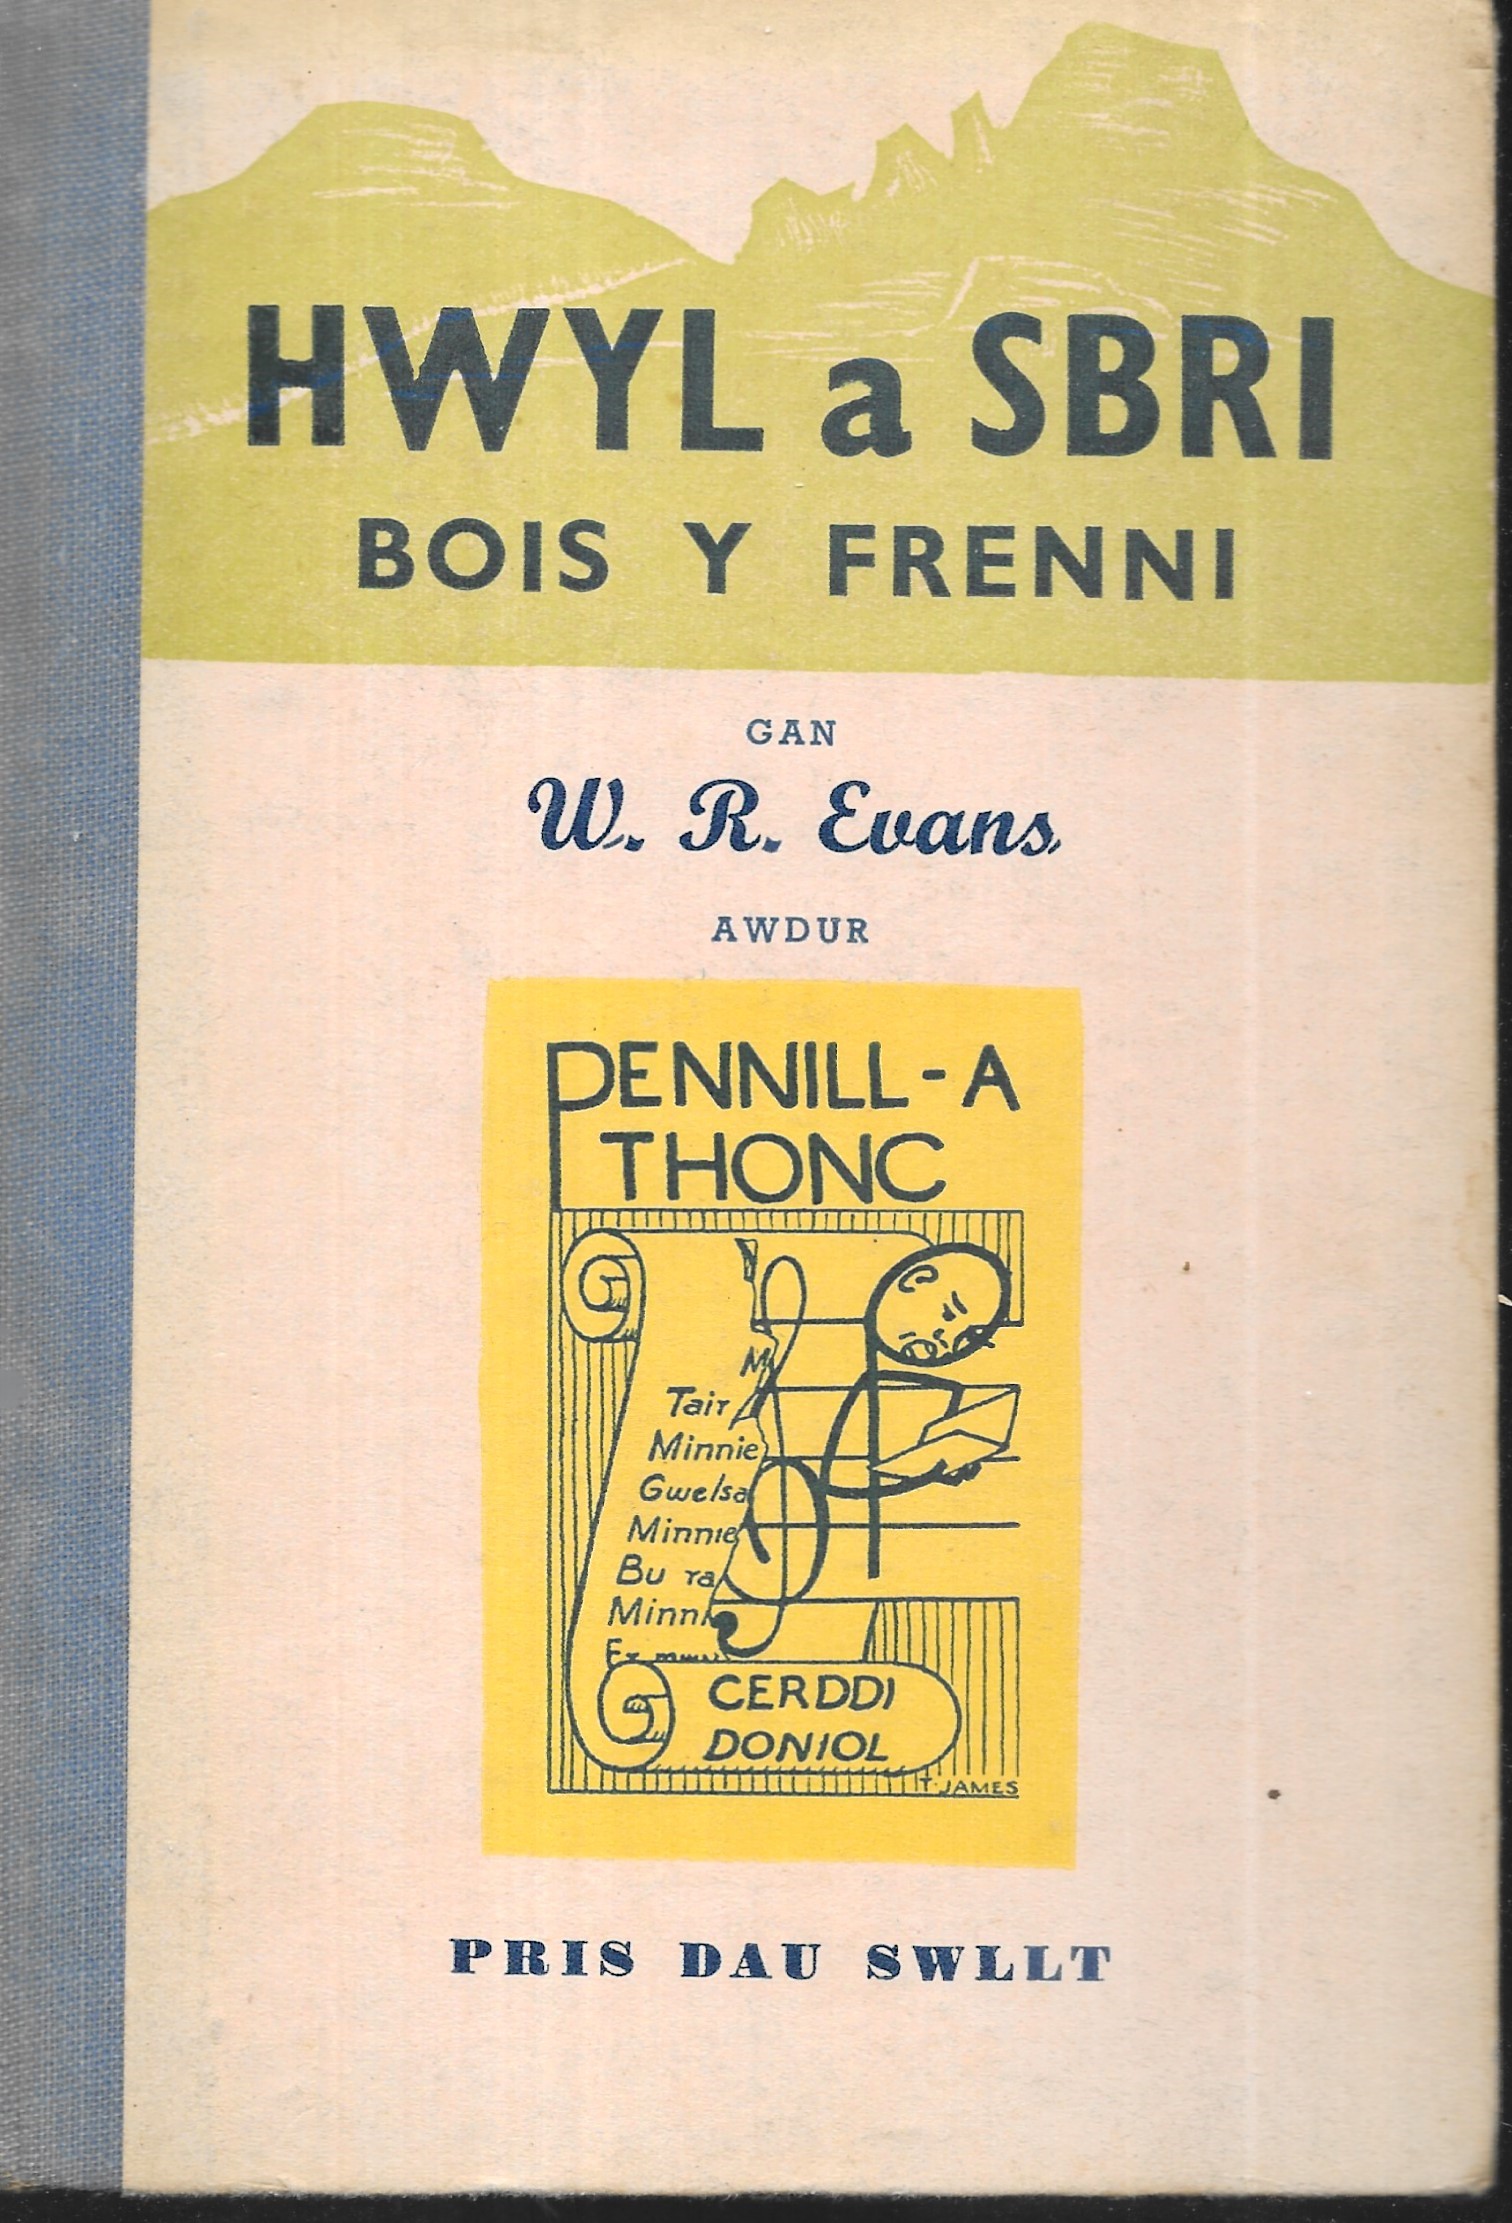 HWYL a SBRI
BOIS Y FRENNI
GAN
W. R. Evans
AWDUR
PENNILL-A
THONC
M
Tair
Minnie
Gwelsa
Minnie
Bu ra
Minni
CERDDI
DONIOL
T. JAMES
PRIS DAU SWLLT